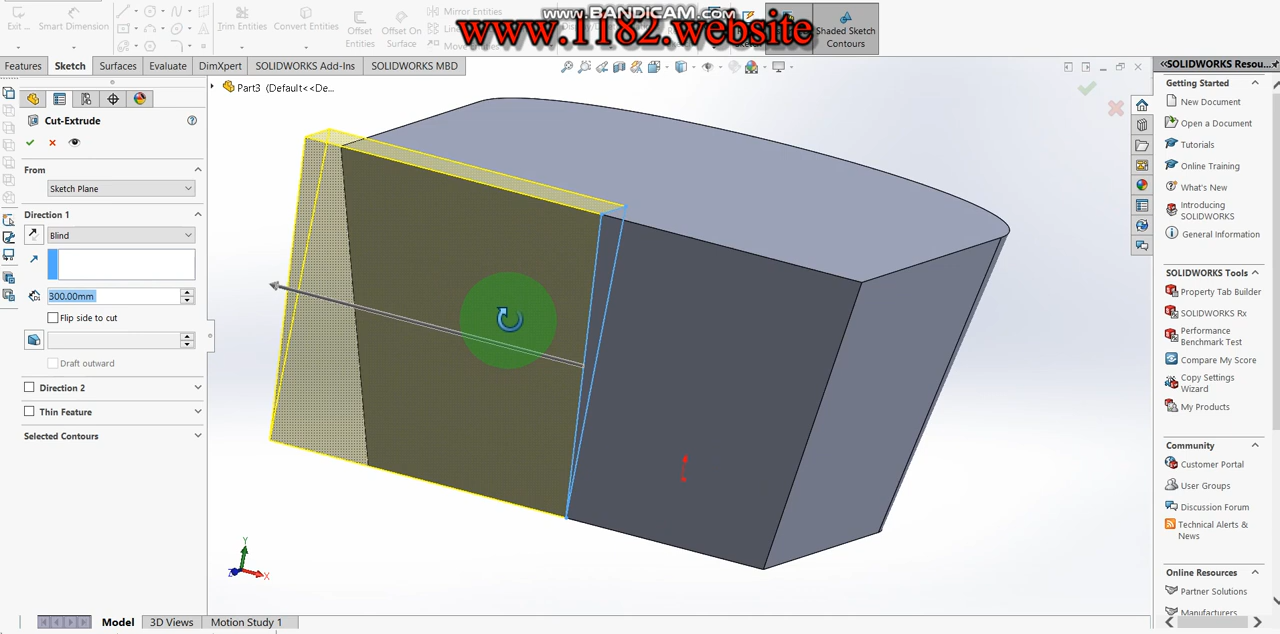 Exit ...
Smart Dimension
Trim Entities
Convert Entities
Offset
Entities
Offset On
Surface
Mirror Entities
www.BANDICAM.com
www.1182.website
Shaded Sketch
Contours
Features
Sketch
Surfaces
Evaluate
DimXpert
SOLIDWORKS Add-Ins
SOLIDWORKS MBD
Part3 (Default<<De...
Cut-Extrude
From
Sketch Plane
Direction 1
Blind
300.00mm
Flip side to cut
Draft outward
Direction 2
Thin Feature
Selected Contours
Y
Z
X
Model
3D Views
Motion Study 1
SOLIDWORKS Resou...
Getting Started
New Document
Open a Document
Tutorials
Online Training
What's New
Introducing
SOLIDWORKS
General Information
SOLIDWORKS Tools
Property Tab Builder
SOLIDWORKS Rx
Performance
Benchmark Test
Compare My Score
Copy Settings
Wizard
My Products
Community
Customer Portal
User Groups
Discussion Forum
Technical Alerts &
News
Online Resources
Partner Solutions
Manufacturers